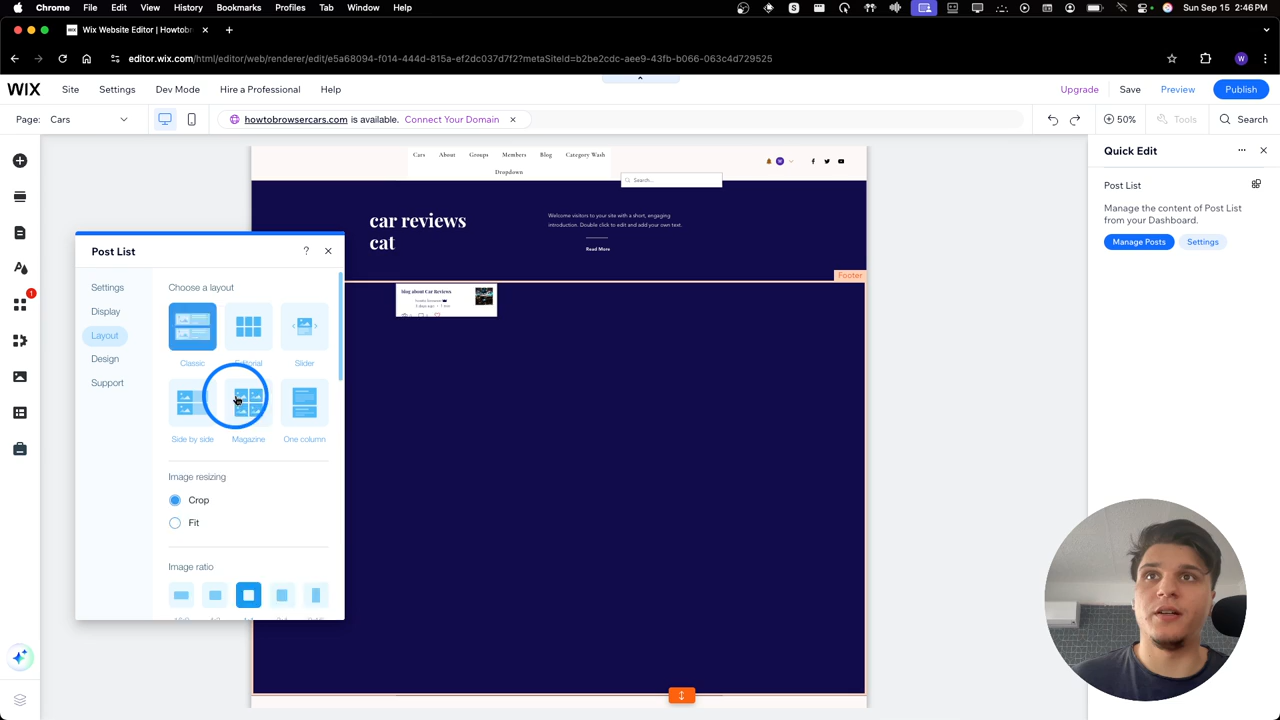 Chrome File Edit View History Bookmarks Profiles Tab Window Help
Sun Sep 15 2:46 PM
Wix Website Editor | Howtobr
editor.wix.com/html/editor/web/renderer/edit/e5a68094-f014-444d-815a-ef2dc037d7f2?metaSiteId=b2be2cdc-aee9-43fb-b066-063c4d729525
W
WIX Site Settings Dev Mode Hire a Professional Help
Upgrade Save Preview Publish
Page: Cars
howtobrowsercars.com is available. Connect Your Domain
50% Tools Search
Cars About Groups Members Blog Category Wash
Dropdown
Search...
car reviews
cat
Welcome visitors to your site with a short, engaging
introduction. Double click to edit and add your own text.
Read More
Footer
blog about Car Reviews
Quick Edit
Post List
Manage the content of Post List
from your Dashboard.
Manage Posts Settings
1
Post List
?
Settings
Display
Layout
Design
Support
Choose a layout
Classic Editorial Slider
Side by side Magazine One column
Image resizing
Crop
Fit
Image ratio